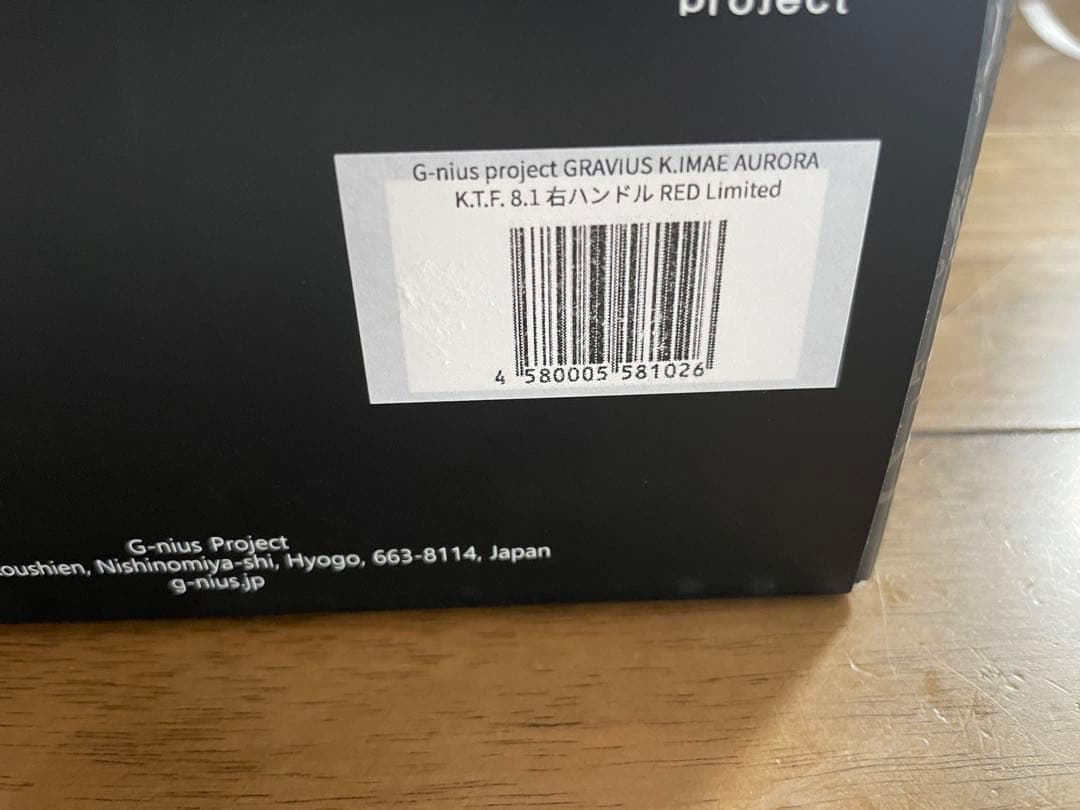 project
G-nius project GRAVIUS K.IMAE AURORA
K.T.F. 8.1 右ハンドル RED Limited
4 580005 581026
G-nius Project
oushien, Nishinomiya-shi, Hyogo, 663-8114, Japan
g-nius.jp